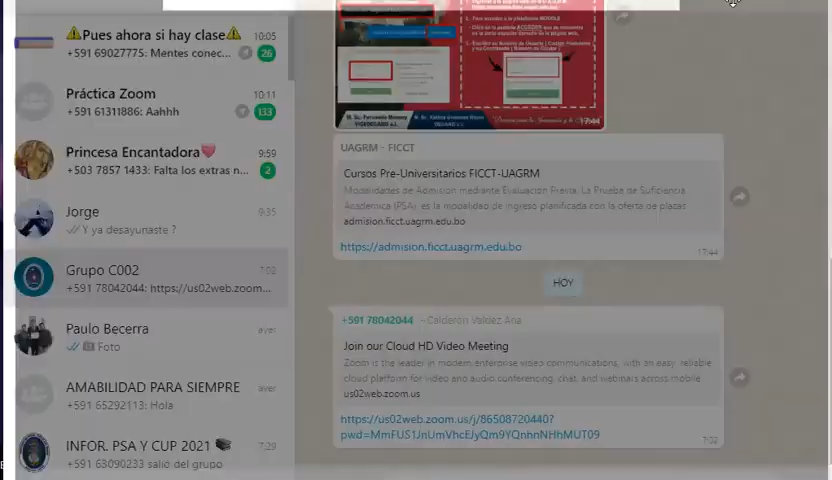 ⚠Pues ahora si hay clase⚠ 10:05
+591 69027775: Mentes conec... 26
Práctica Zoom 10:11
+591 61311886: Aahhh 133
Princesa Encantadora 9:59
+503 7857 1433: Falta los extras n... 2
Jorge 9:35
Y ya desayunaste ?
Grupo C002 7:02
+591 78042044: https://us02web.zoom...
Paulo Becerra ayer
Foto
AMABILIDAD PARA SIEMPRE ayer
+591 65292113: Hola
INFOR. PSA Y CUP 2021 7:29
+591 63090233 salió del grupo
17:44
UAGRM - FICCT
Cursos Pre-Universitarios FICCT-UAGRM
Modalidades de Admisión mediante Evaluación Previa. La Prueba de Suficiencia
Académica (PSA), es la modalidad de ingreso planificada con la oferta de plazas
admision.ficct.uagrm.edu.bo
https://admision.ficct.uagrm.edu.bo
17:44
HOY
+591 78042044 ~Calderon Valdez Ana
Join our Cloud HD Video Meeting
Zoom is the leader in modern enterprise video communications, with an easy, reliable
cloud platform for video and audio conferencing, chat, and webinars across mobile
us02web.zoom.us
https://us02web.zoom.us/j/86508720440?
pwd=MmFUS1JnUmVhcEJyQm9YQnhnNHhMUT09
7:02